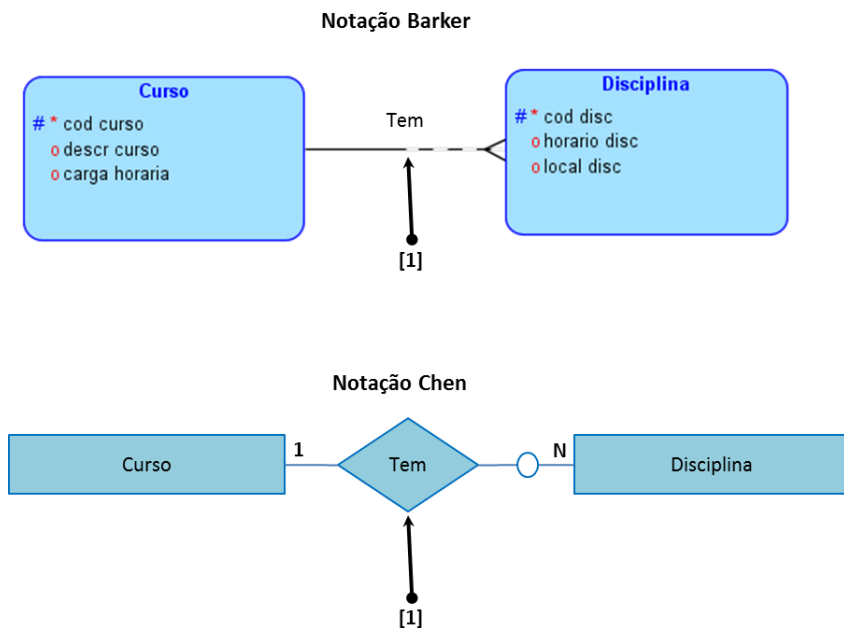 Notação Barker
Curso
# * cod curso
o descr curso
o carga horaria
Tem
Disciplina
# * cod disc
o horario disc
o local disc
[1]
Notação Chen
Curso
1
Tem
N
Disciplina
[1]